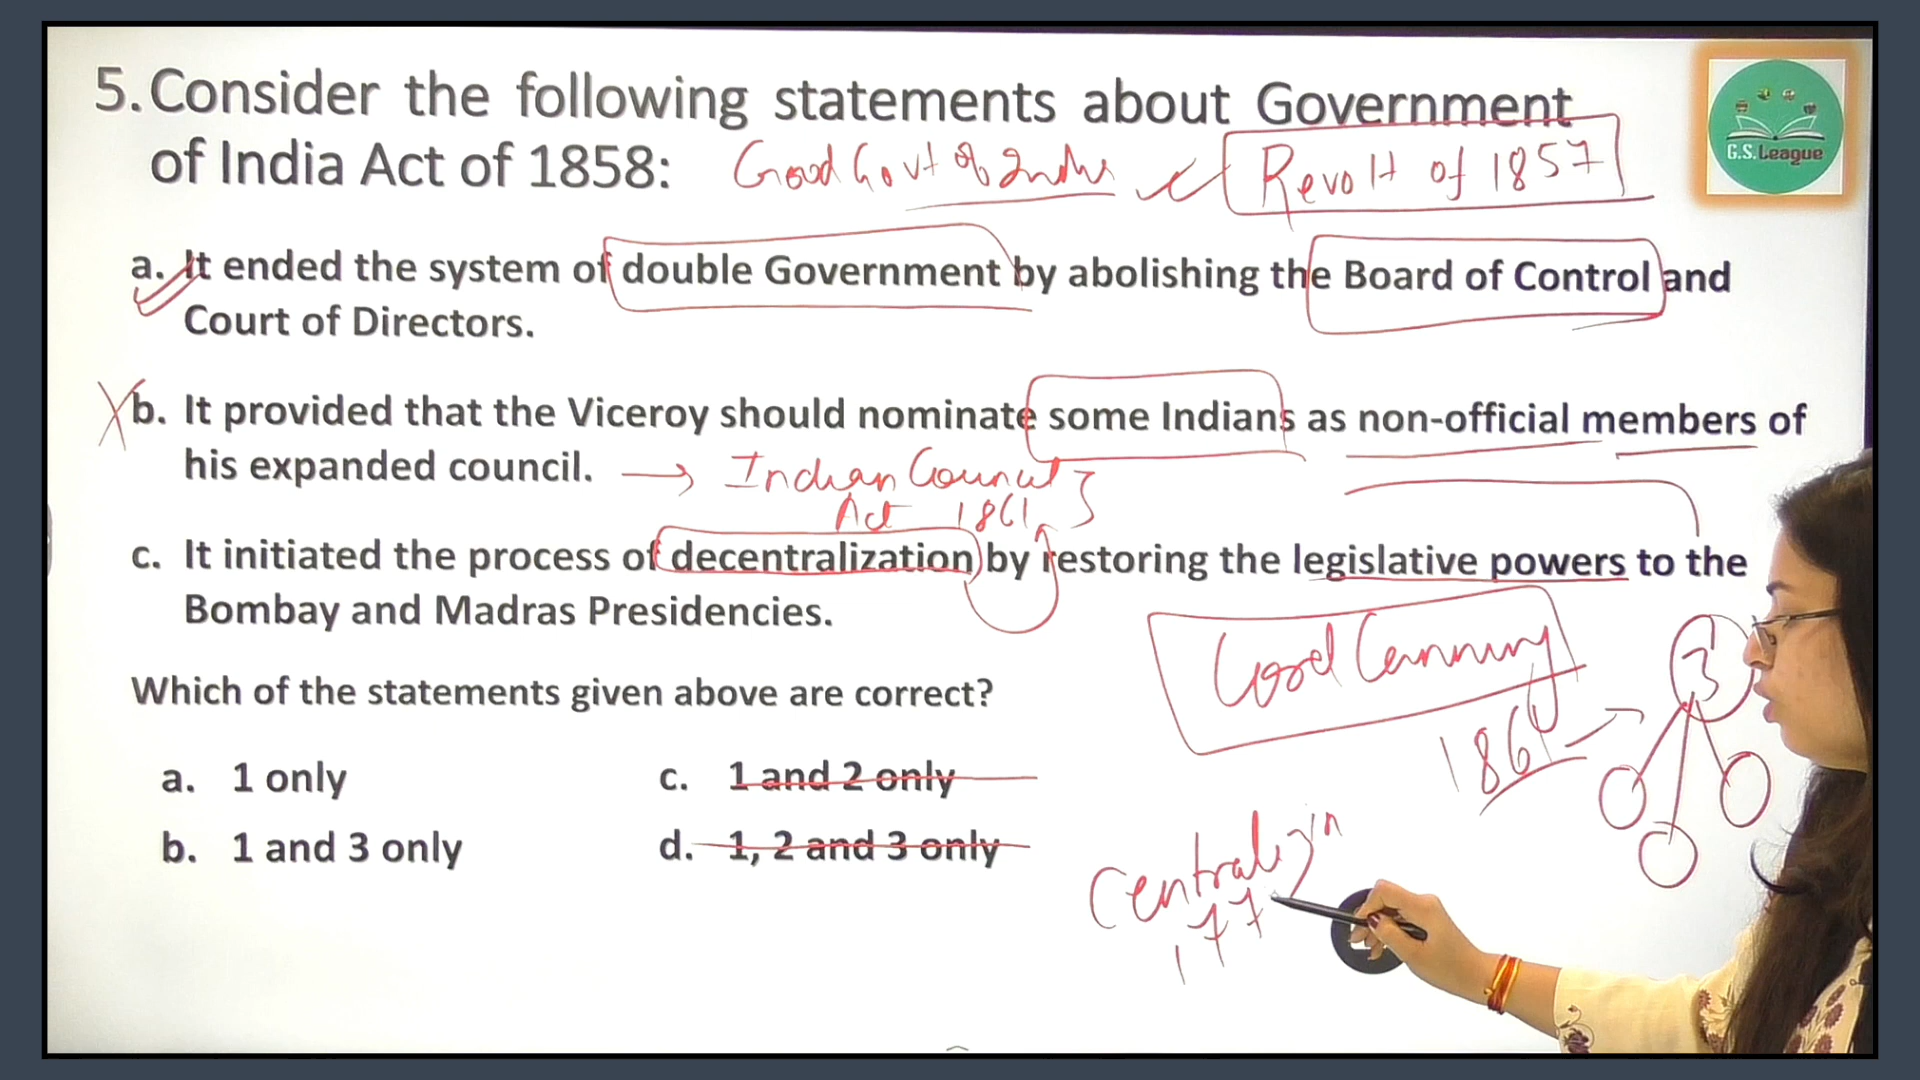 5. Consider the following statements about Government
of India Act of 1858:
Good Govt of India
Revolt of 1857
G.S.League
a. It ended the system of double Government by abolishing the Board of Control and
Court of Directors.
b. It provided that the Viceroy should nominate some Indians as non-official members of
his expanded council.
Indian Council
Act 1861
c. It initiated the process of decentralization by restoring the legislative powers to the
Bombay and Madras Presidencies.
Lord Canning
3
1861
Which of the statements given above are correct?
a. 1 only
c. 1 and 2 only
b. 1 and 3 only
d. 1, 2 and 3 only
177